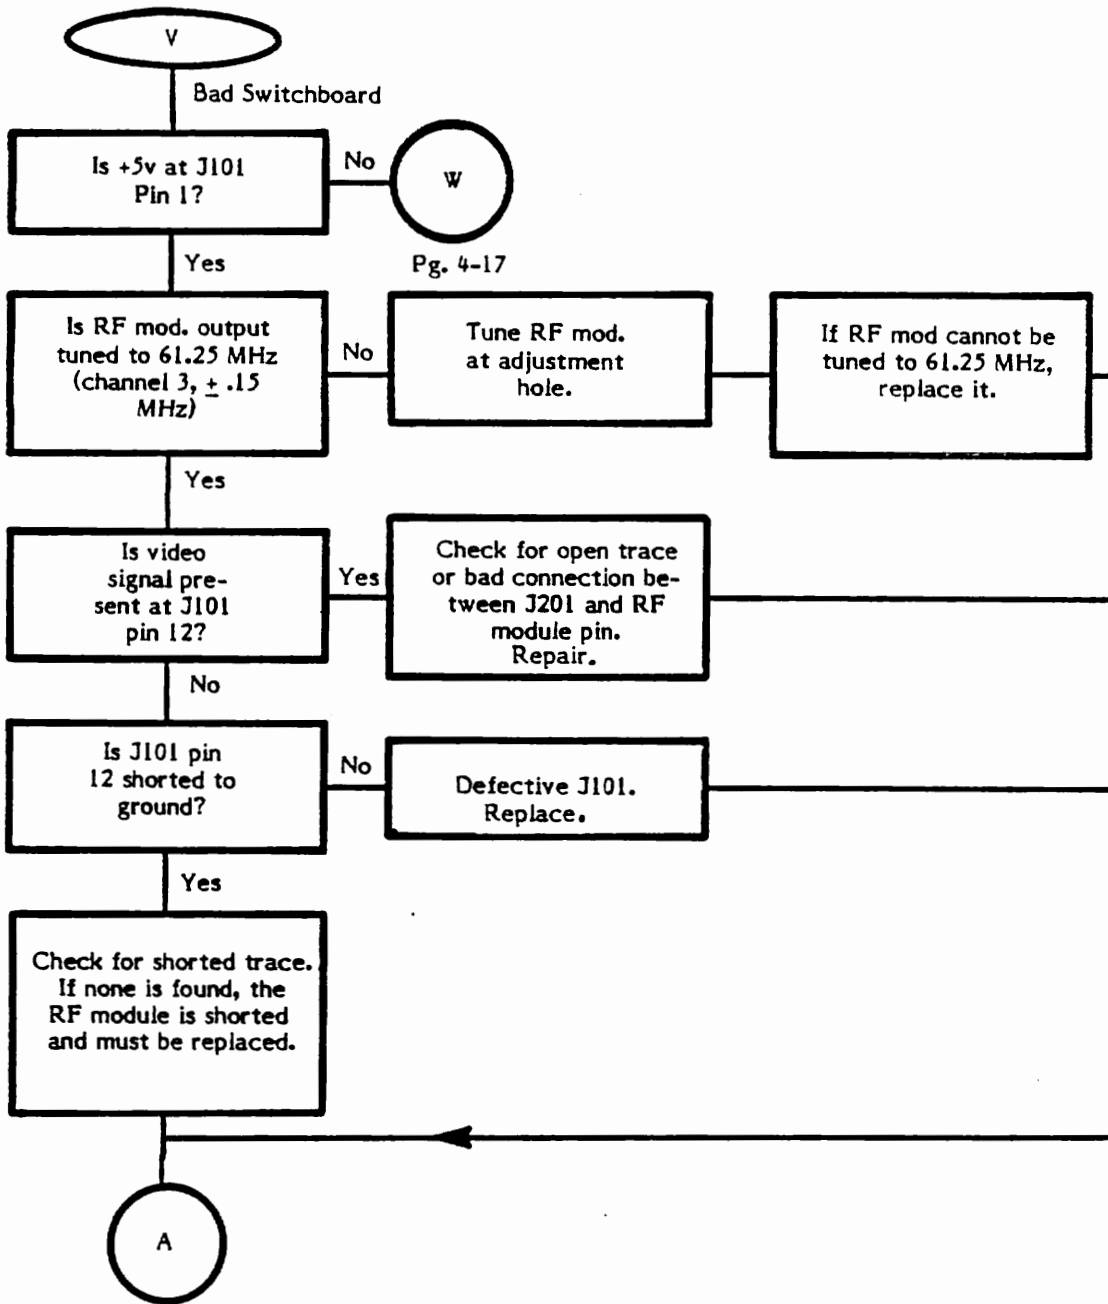 V
Bad Switchboard
Is +5v at J101
Pin 1?
No
W
Pg. 4-17
Yes
Is RF mod. output
tuned to 61.25 MHz
(channel 3, ± .15
MHz)
No
Tune RF mod.
at adjustment
hole.
If RF mod cannot be
tuned to 61.25 MHz,
replace it.
Yes
Is video
signal pre-
sent at J101
pin 12?
Yes
Check for open trace
or bad connection be-
tween J201 and RF
module pin.
Repair.
No
Is J101 pin
12 shorted to
ground?
No
Defective J101.
Replace.
Yes
Check for shorted trace.
If none is found, the
RF module is shorted
and must be replaced.
A